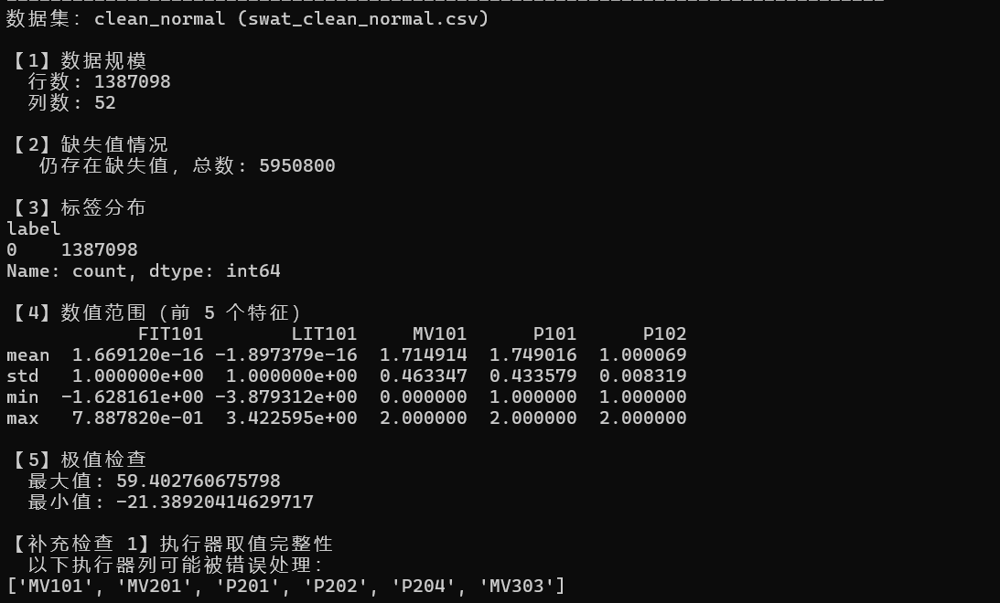 数据集: clean_normal (swat_clean_normal.csv)
【1】数据规模
行数: 1387098
列数: 52
【2】缺失值情况
仍存在缺失值, 总数: 5950800
【3】标签分布
label
0    1387098
Name: count, dtype: int64
【4】数值范围 (前 5 个特征)
FIT101        LIT101     MV101      P101      P102
mean  1.669120e-16 -1.897379e-16  1.714914  1.749016  1.000069
std   1.000000e+00  1.000000e+00  0.463347  0.433579  0.008319
min  -1.628161e+00 -3.879312e+00  0.000000  1.000000  1.000000
max   7.887820e-01  3.422595e+00  2.000000  2.000000  2.000000
【5】极值检查
最大值: 59.402760675798
最小值: -21.38920414629717
【补充检查 1】执行器取值完整性
以下执行器列可能被错误处理:
['MV101', 'MV201', 'P201', 'P202', 'P204', 'MV303']